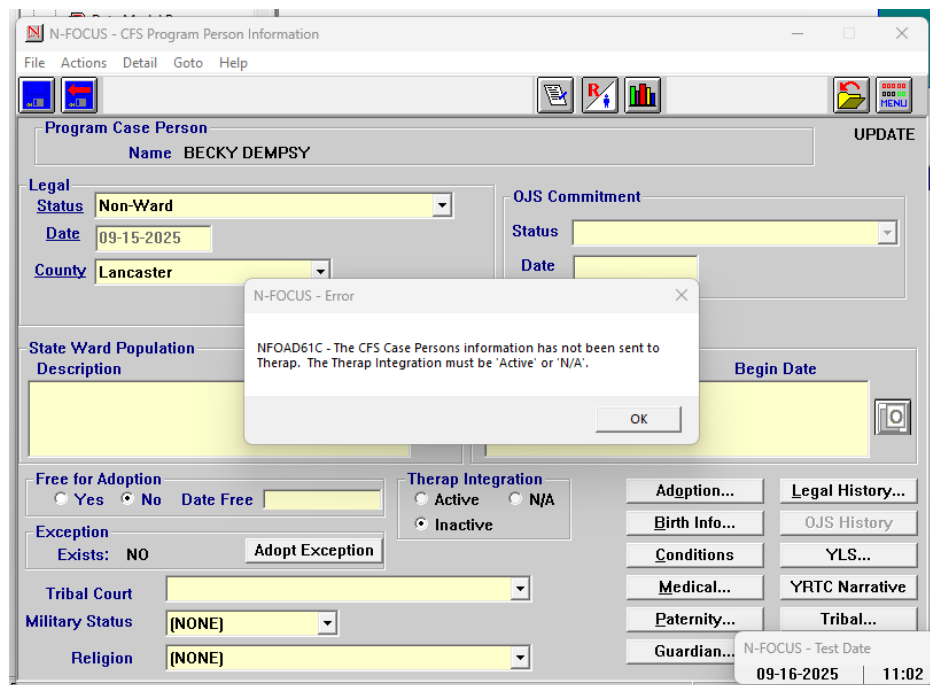 N-FOCUS - CFS Program Person Information
File Actions Detail Goto Help
R
MENU
Program Case Person
UPDATE
Name BECKY DEMPSY
Legal
Status Non-Ward
Date 09-15-2025
County Lancaster
OJS Commitment
Status
Date
N-FOCUS - Error
NFOAD61C - The CFS Case Persons information has not been sent to
Therap. The Therap Integration must be 'Active' or 'N/A'.
OK
State Ward Population
Description
Begin Date
Free for Adoption
Yes No Date Free
Therap Integration
Active N/A
Inactive
Exception
Exists: NO Adopt Exception
Tribal Court
Military Status (NONE)
Religion (NONE)
Adoption... Legal History...
Birth Info... OJS History
Conditions YLS...
Medical... YRTC Narrative
Paternity... Tribal...
Guardian...
N-FOCUS - Test Date
09-16-2025 11:02